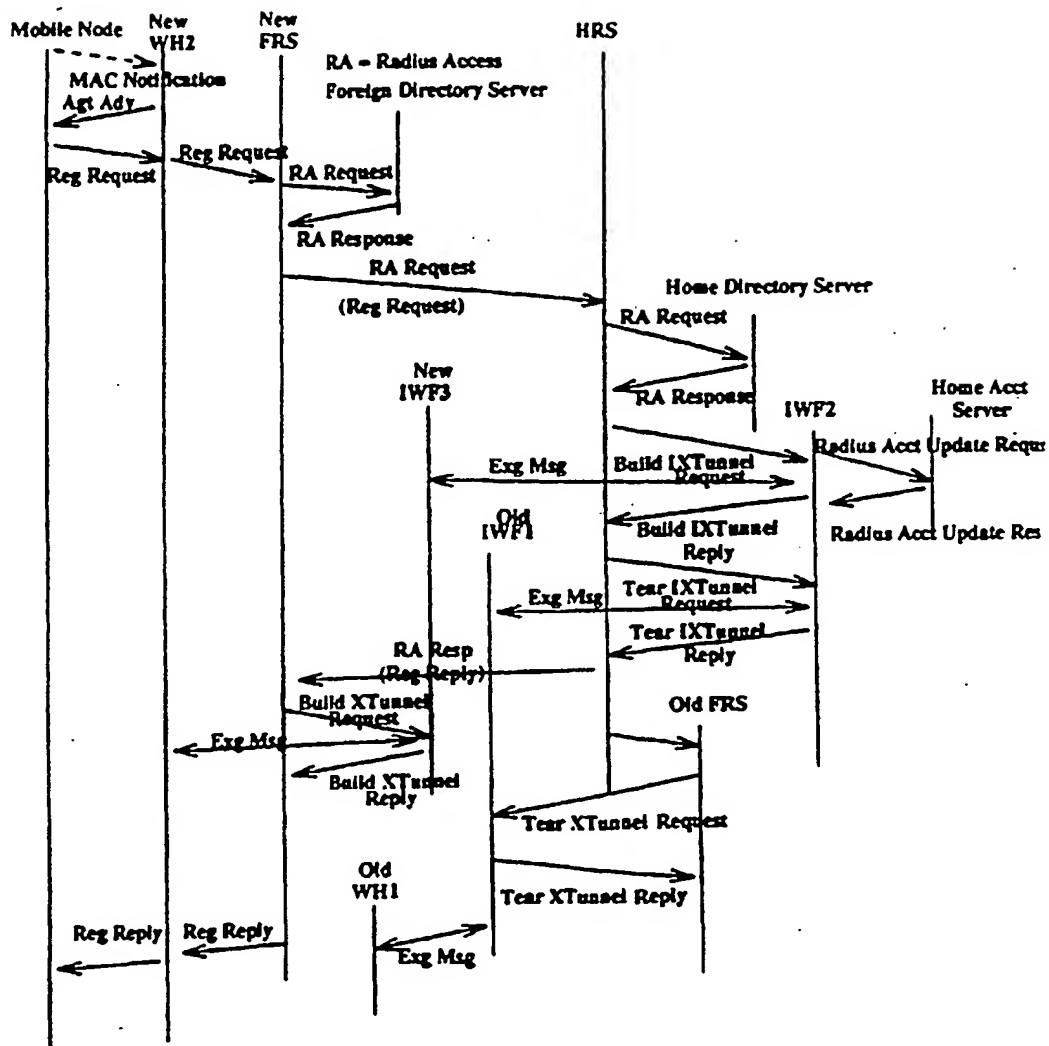 Mobile Node
New
WH2
New
FRS
HRS
RA = Radius Access
Foreign Directory Server
MAC Notification
Agt Adv
Reg Request
Reg Request
RA Request
RA Response
RA Request
(Reg Request)
Home Directory Server
RA Request
RA Response
New
IWF3
IWF2
Home Acct
Server
Radius Acct Update Requ
Exg Msg
Build IXTunnel
Request
Old
IWF1
Build IXTunnel
Reply
Radius Acct Update Res
Exg Msg
Tear IXTunnel
Request
Tear IXTunnel
Reply
RA Resp
(Reg Reply)
Build XTunnel
Request
Old FRS
Exg Msg
Build XTunnel
Reply
Tear XTunnel Request
Old
WH1
Tear XTunnel Reply
Reg Reply
Reg Reply
Exg Msg